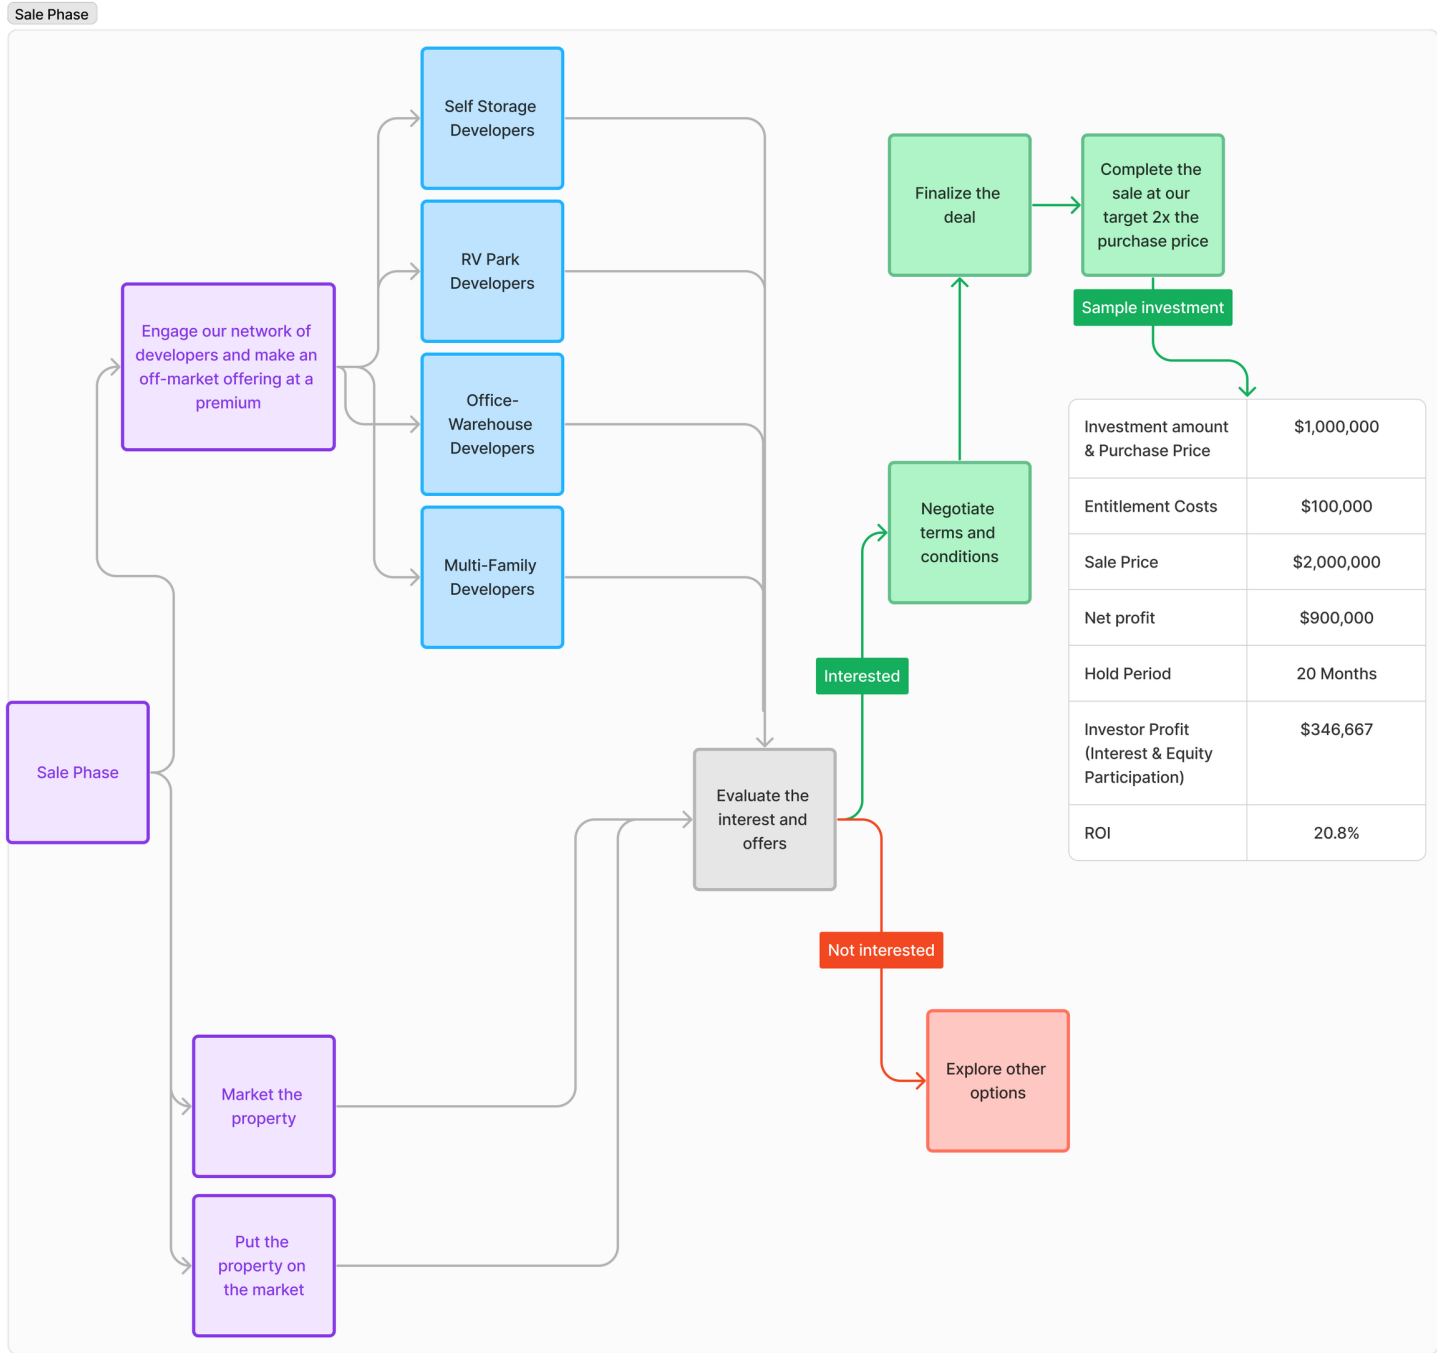 Sale Phase
Self Storage
Developers
RV Park
Developers
Office-
Warehouse
Developers
Multi-Family
Developers
Engage our network of
developers and make an
off-market offering at a
premium
Sale Phase
Market the
property
Put the
property on
the market
Evaluate the
interest and
offers
Interested
Not interested
Explore other
options
Negotiate
terms and
conditions
Finalize the
deal
Complete the
sale at our
target 2x the
purchase price
Sample investment
Investment amount
& Purchase Price
$1,000,000
Entitlement Costs
$100,000
Sale Price
$2,000,000
Net profit
$900,000
Hold Period
20 Months
Investor Profit
(Interest & Equity
Participation)
$346,667
ROI
20.8%